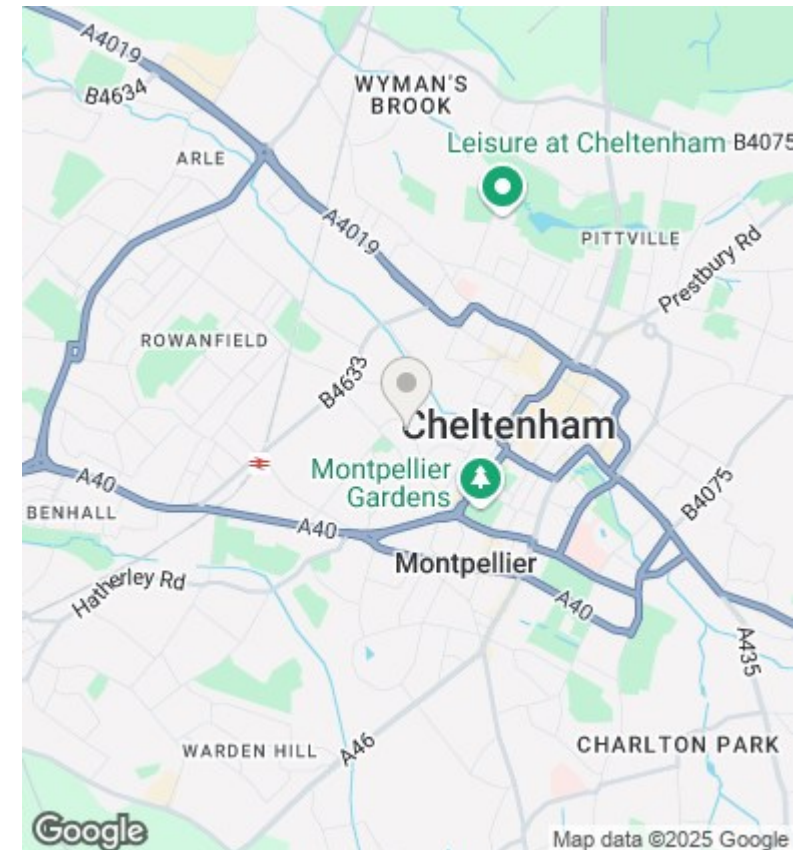 A4019
B4634
WYMAN'S
BROOK
ARLE
Leisure at Cheltenham
B4075
A4019
PITTVILLE
Prestbury Rd
ROWANFIELD
B4633
Cheltenham
Montpellier
Gardens
A40
BENHALL
B4075
A40
Montpellier
Hatherley Rd
A40
A435
WARDEN HILL
A46
CHARLTON PARK
Google
Map data ©2025 Google